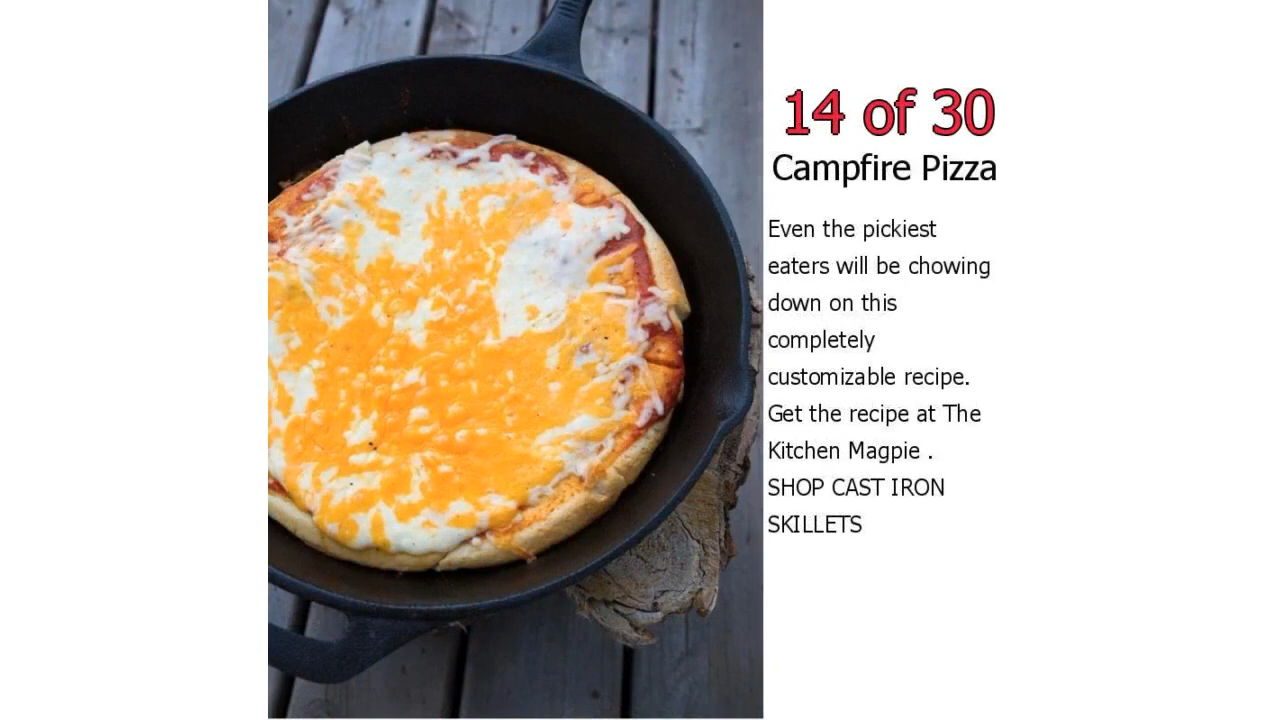 14 of 30
Campfire Pizza
Even the pickiest
eaters will be chowing
down on this
completely
customizable recipe.
Get the recipe at The
Kitchen Magpie .
SHOP CAST IRON
SKILLETS